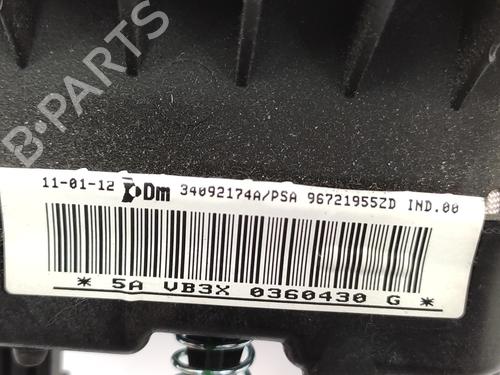 B-PARTS
11-01-12 Dm 34092174A/PSA 96721955ZD IND.00
* 5A VB3X 0360430 G *